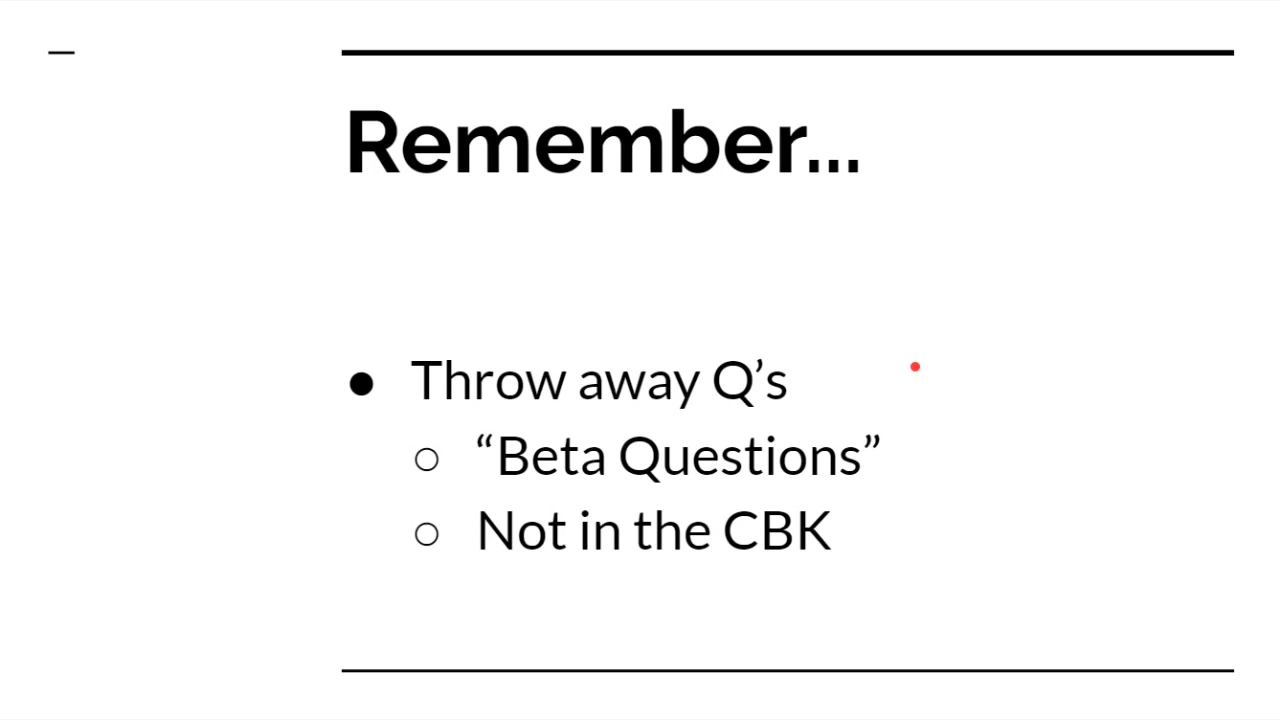 Remember...
● Throw away Q’s
○ “Beta Questions”
○ Not in the CBK